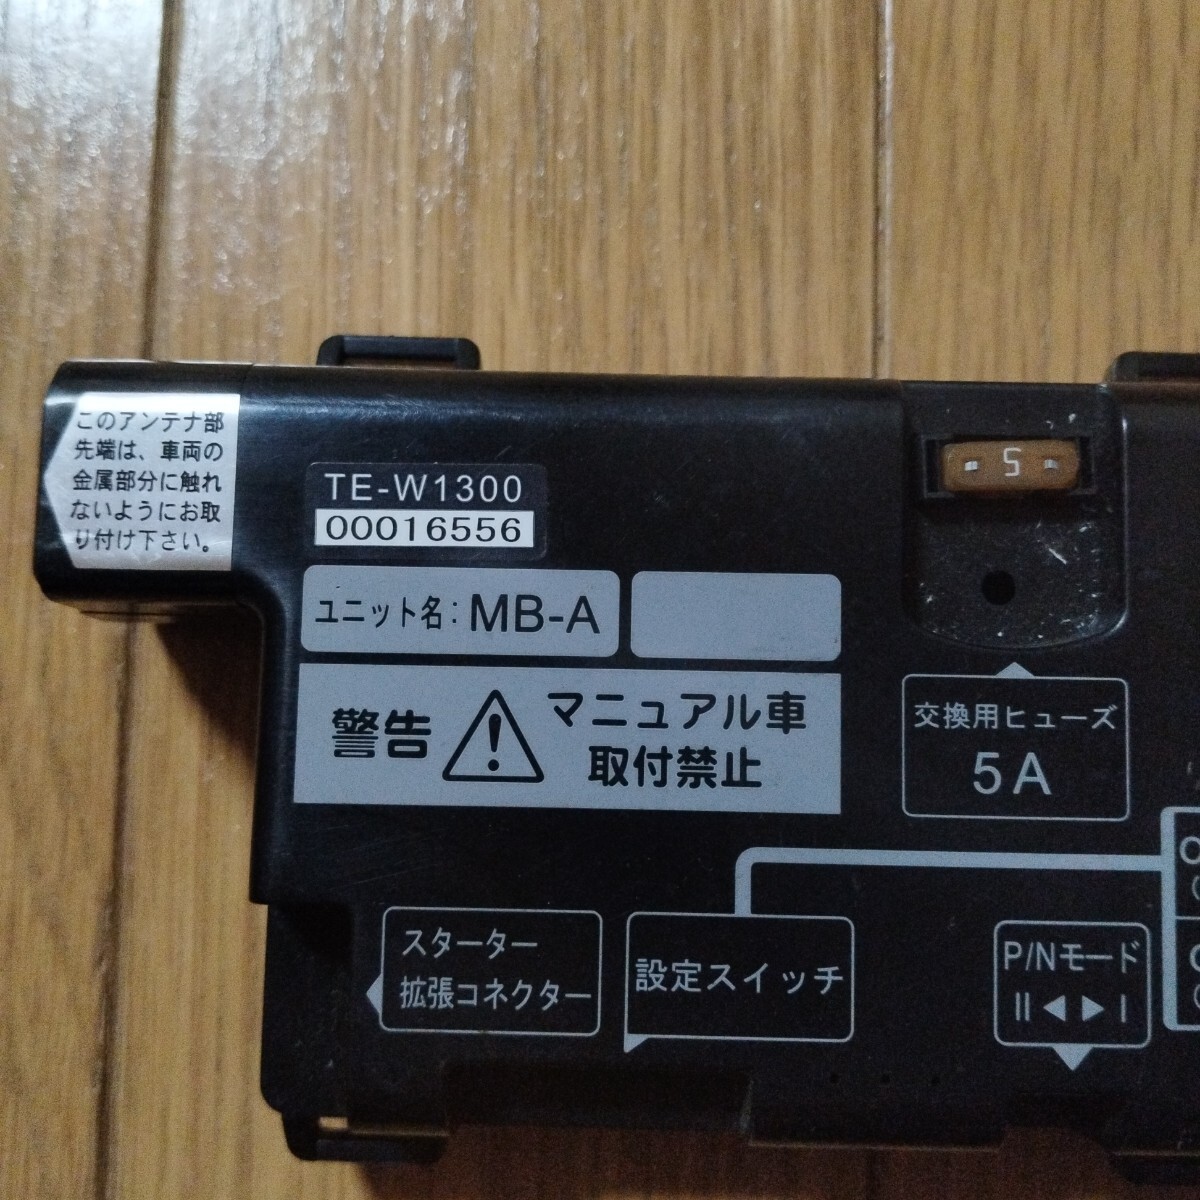 このアンテナ部
先端は、車両の
金属部分に触れ
ないようにお取
り付け下さい。
TE-W1300
00016556
ユニット名: MB-A
警告
マニュアル車
取付禁止
5
交換用ヒューズ
5A
スターター
拡張コネクター
設定スイッチ
P/Nモード
II ◀ ▶ I